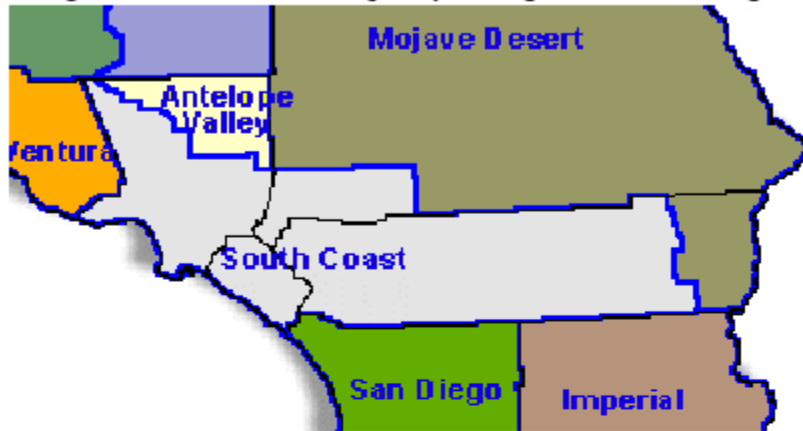 Mojave Desert
Antelope
Valley
Ventura
South Coast
San Diego
Imperial